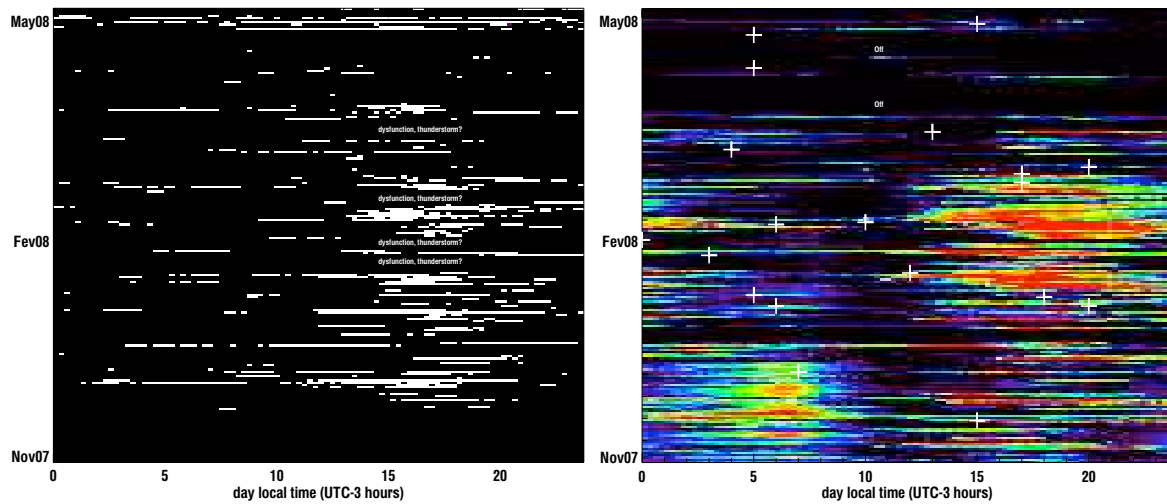 May08
Fev08
Nov07
dysfunction, thunderstorm?
dysfunction, thunderstorm?
dysfunction, thunderstorm?
dysfunction, thunderstorm?
0 5 10 15 20
day local time (UTC-3 hours)
May08
Fev08
Nov07
Off
Off
0 5 10 15 20
day local time (UTC-3 hours)